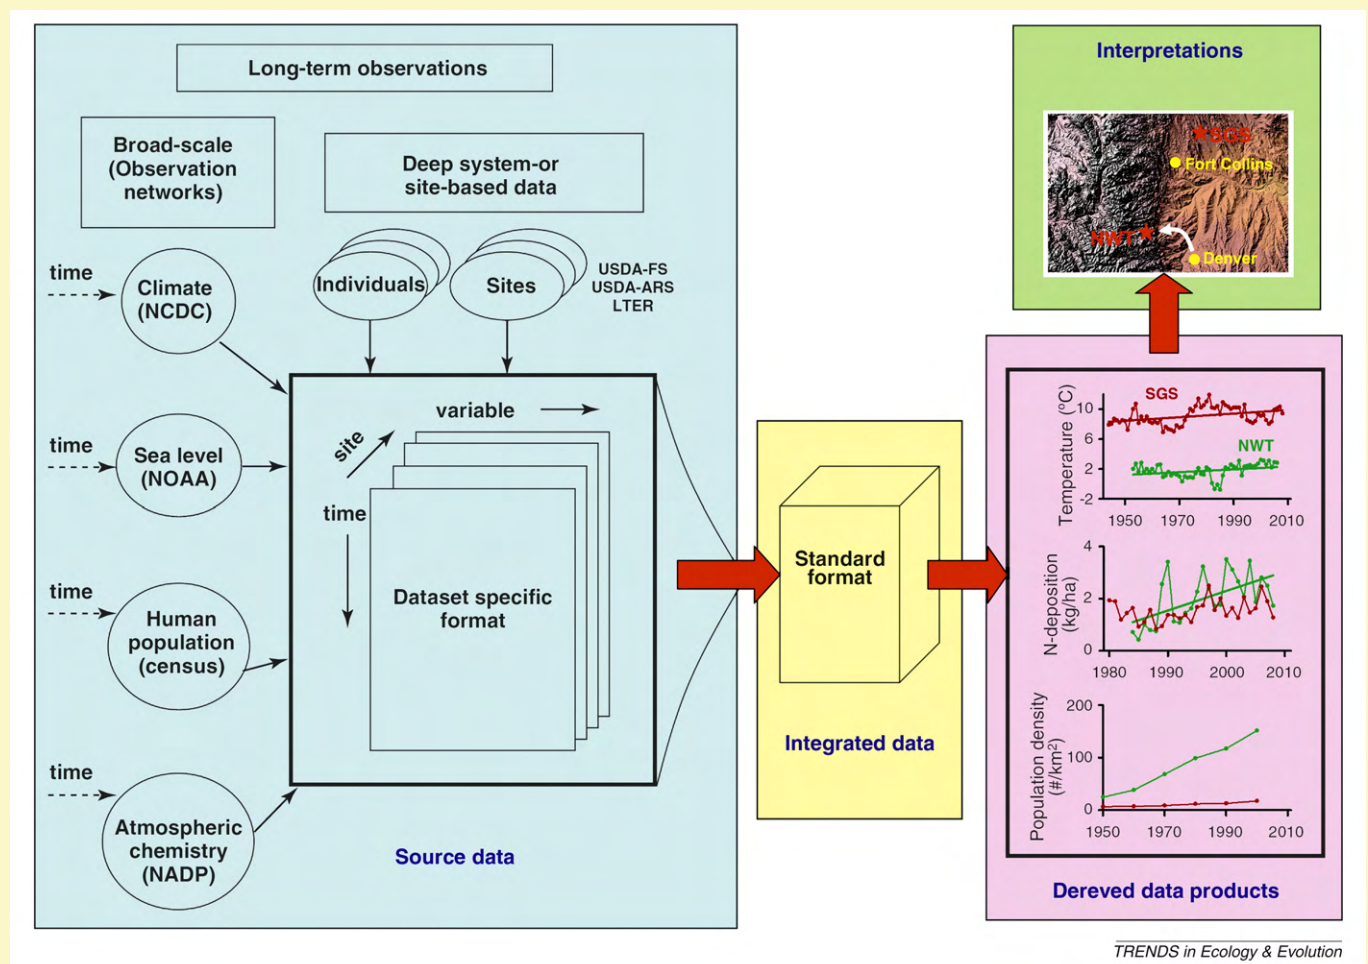 Long-term observations
Broad-scale
(Observation
networks)
Deep system-or
site-based data
time
Climate
(NCDC)
Individuals
Sites
USDA-FS
USDA-ARS
LTER
time
Sea level
(NOAA)
time
Human
population
(census)
time
Atmospheric
chemistry
(NADP)
variable
site
time
Dataset specific
format
Source data
Standard
format
Integrated data
Interpretations
SGS
Fort Collins
NWT
Denver
Temperature (ºC)
10
6
2
-2
SGS
NWT
1950
1970
1990
2010
N-deposition
(kg/ha)
4
2
0
1980
1990
2000
2010
Population density
(#/km²)
200
100
0
1950
1970
1990
2010
Dereved data products
TRENDS in Ecology & Evolution